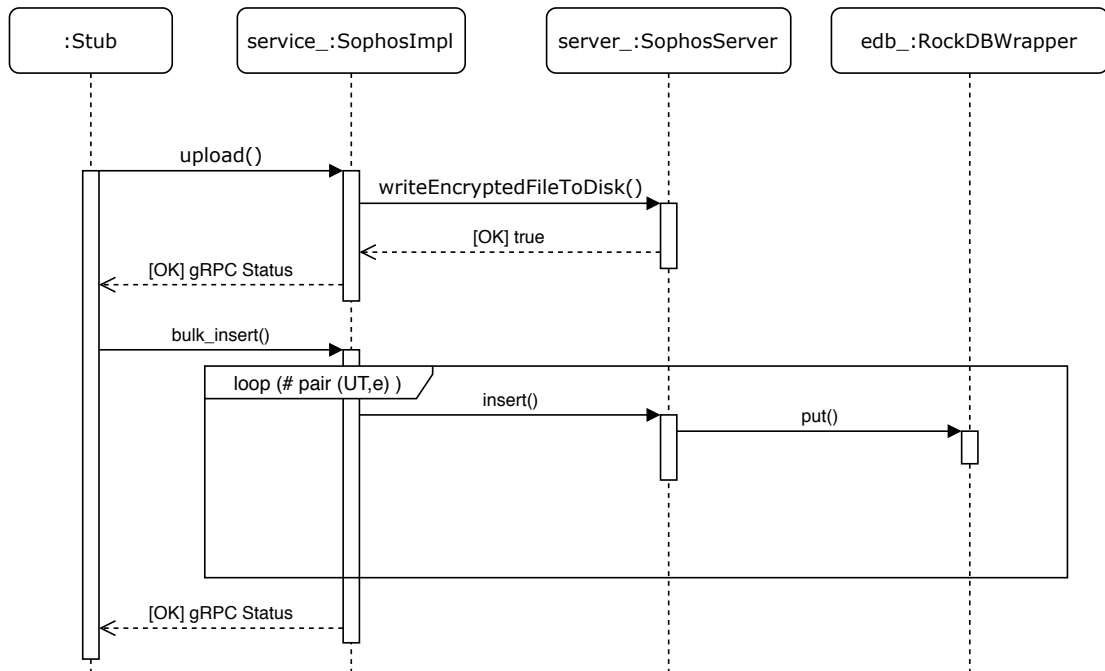 :Stub
service_:SophosImpl
server_:SophosServer
edb_:RockDBWrapper
upload()
writeEncryptedFileToDisk()
[OK] true
[OK] gRPC Status
bulk_insert()
loop (# pair (UT,e) )
insert()
put()
[OK] gRPC Status